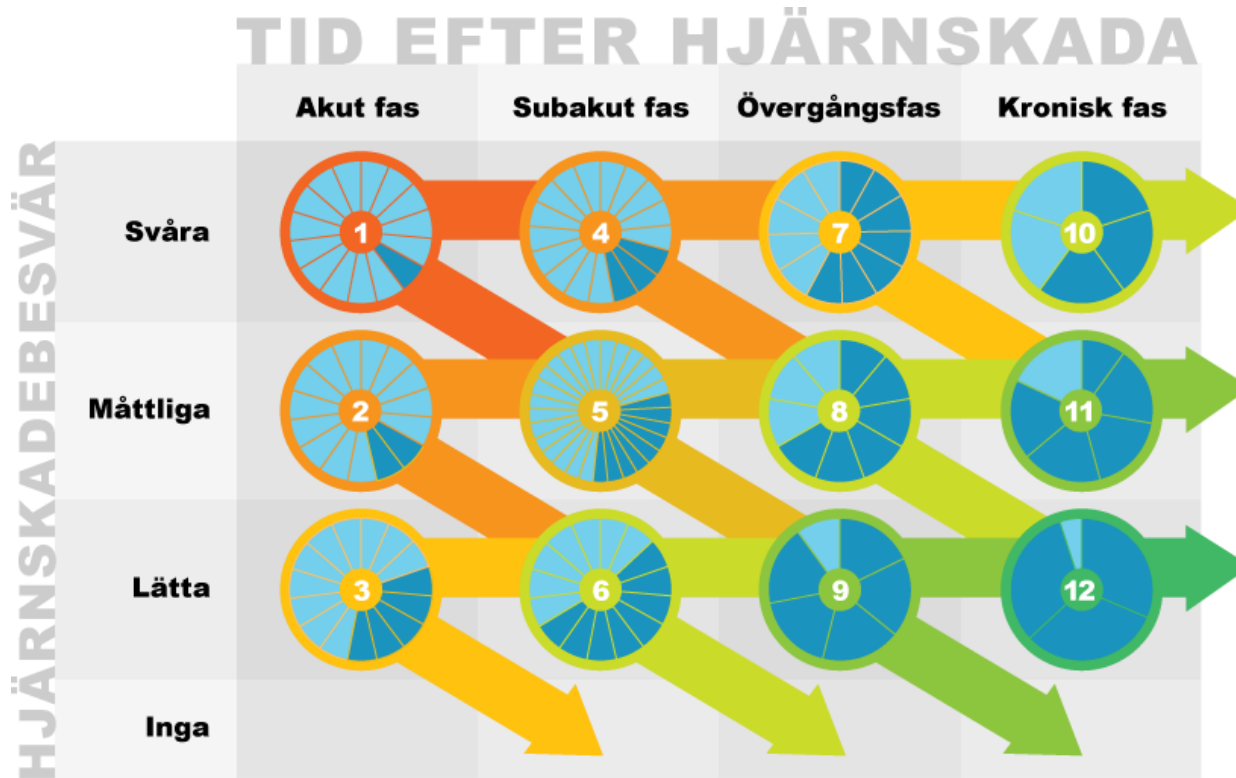 TID EFTER HJÄRNSKADA
Akut fas Subakut fas Övergångsfas Kronisk fas
HJÄRNSKADEBESVÄR
Svåra 1 4 7 10
Måttliga 2 5 8 11
Lätta 3 6 9 12
Inga